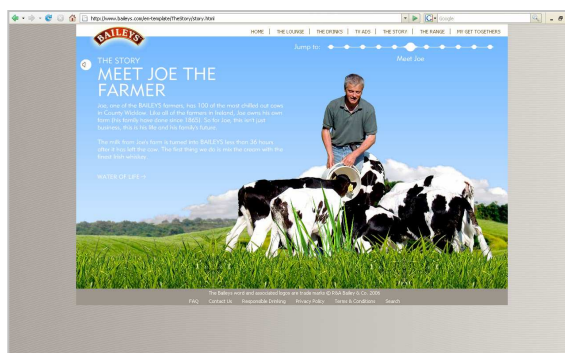 http://www.baileys.com/en-template/TheStory/story.html
Google
BAILEYS
HOME | THE LOUNGE | THE DRINKS | TV ADS | THE STORY | THE RANGE | MY GET TOGETHERS
Jump to:
Meet Joe
THE STORY
MEET JOE THE
FARMER
Joe, one of the BAILEYS farmers, has 100 of the most chilled out cows
in County Wicklow. Like all of the farmers in Ireland, Joe owns his own
farm (his family have done since 1865). So for Joe, this isn't just
business, this is his life and his family's future.
The milk from Joe's farm is turned into BAILEYS less than 36 hours
after it has left the cow. The first thing we do is mix the cream with the
finest Irish whiskey.
WATER OF LIFE
The Baileys word and associated logos are trade marks © R&A Bailey & Co. 2006
FAQ Contact Us Responsible Drinking Privacy Policy Terms & Conditions Search